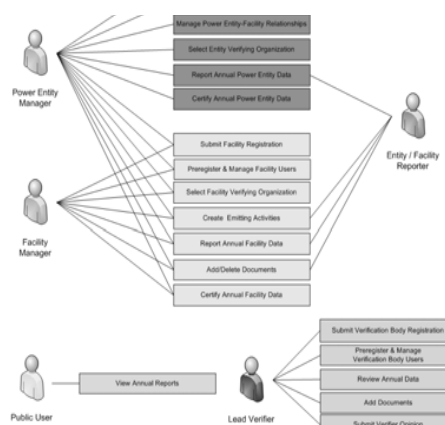 Manage Power Entity-Facility Relationships
Select Entity Verifying Organization
Report Annual Power Entity Data
Certify Annual Power Entity Data
Power Entity
Manager
Entity / Facility
Reporter
Submit Facility Registration
Preregister & Manage Facility Users
Select Facility Verifying Organization
Create Emitting Activities
Report Annual Facility Data
Add/Delete Documents
Certify Annual Facility Data
Facility
Manager
Submit Verification Body Registration
Preregister & Manage
Verification Body Users
Review Annual Data
Add Documents
Submit Verifier Opinion
View Annual Reports
Public User
Lead Verifier